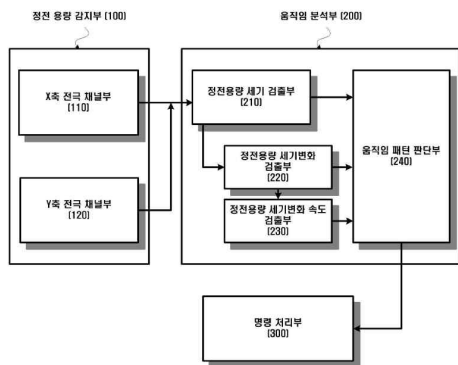 정전 용량 감지부 (100)
움직임 분석부 (200)
X축 전극 채널부
(110)
Y축 전극 채널부
(120)
정전용량 세기 검출부
(210)
정전용량 세기변화
검출부
(220)
정전용량 세기변화 속도
검출부
(230)
움직임 패턴 판단부
(240)
명령 처리부
(300)